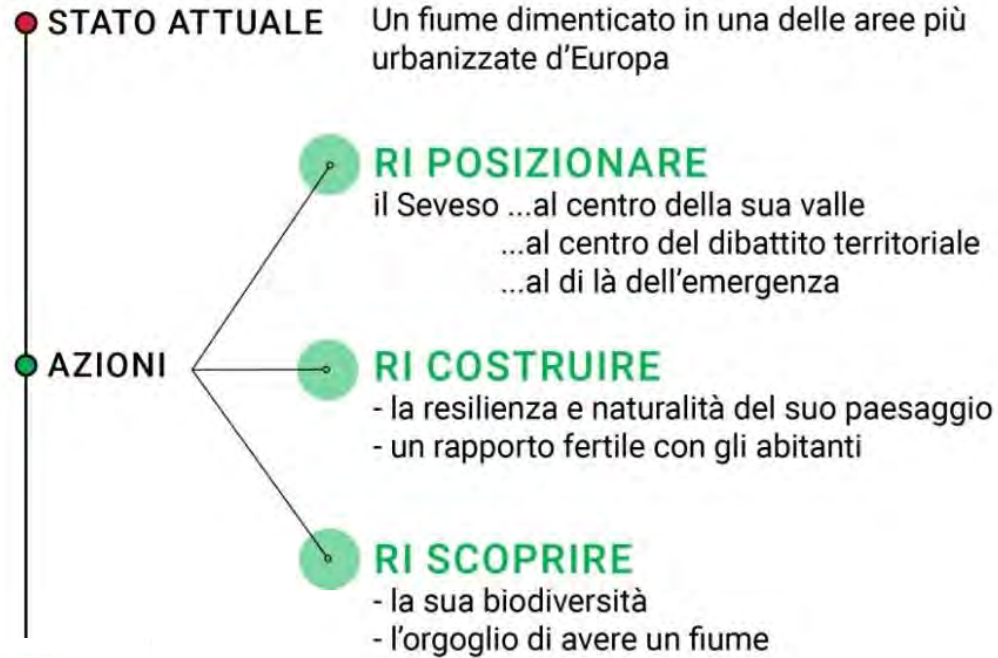 STATO ATTUALE
Un fiume dimenticato in una delle aree più
urbanizzate d'Europa
RI POSIZIONARE
il Seveso ...al centro della sua valle
...al centro del dibattito territoriale
...al di là dell'emergenza
AZIONI
RI COSTRUIRE
- la resilienza e naturalità del suo paesaggio
- un rapporto fertile con gli abitanti
RI SCOPRIRE
- la sua biodiversità
- l'orgoglio di avere un fiume